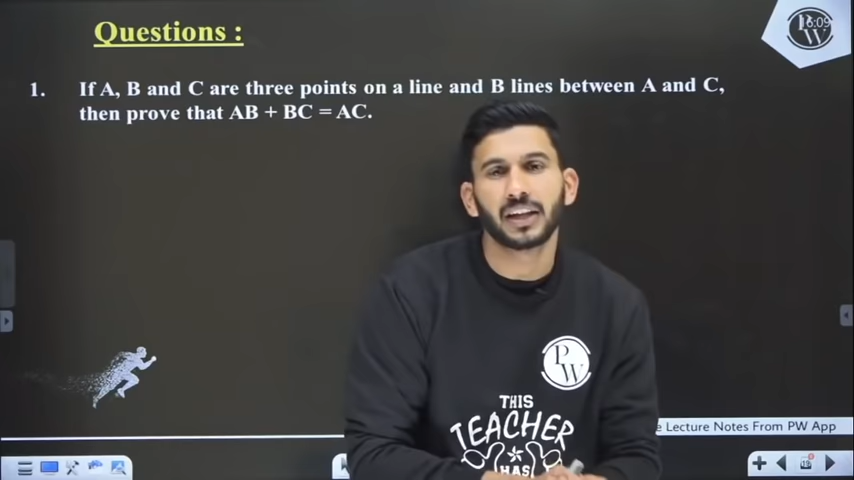 Questions :
16:09
PW
1. If A, B and C are three points on a line and B lines between A and C,
then prove that AB + BC = AC.
PW
THIS
TEACHER
HAS
e Lecture Notes From PW App